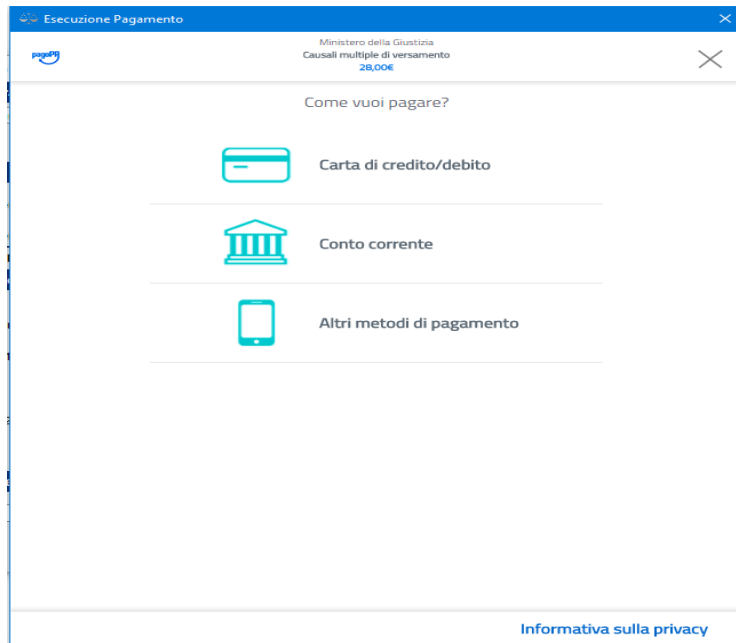 Esecuzione Pagamento
pagoPA
Ministero della Giustizia
Causali multiple di versamento
28,00€
Come vuoi pagare?
Carta di credito/debito
Conto corrente
Altri metodi di pagamento
Informativa sulla privacy